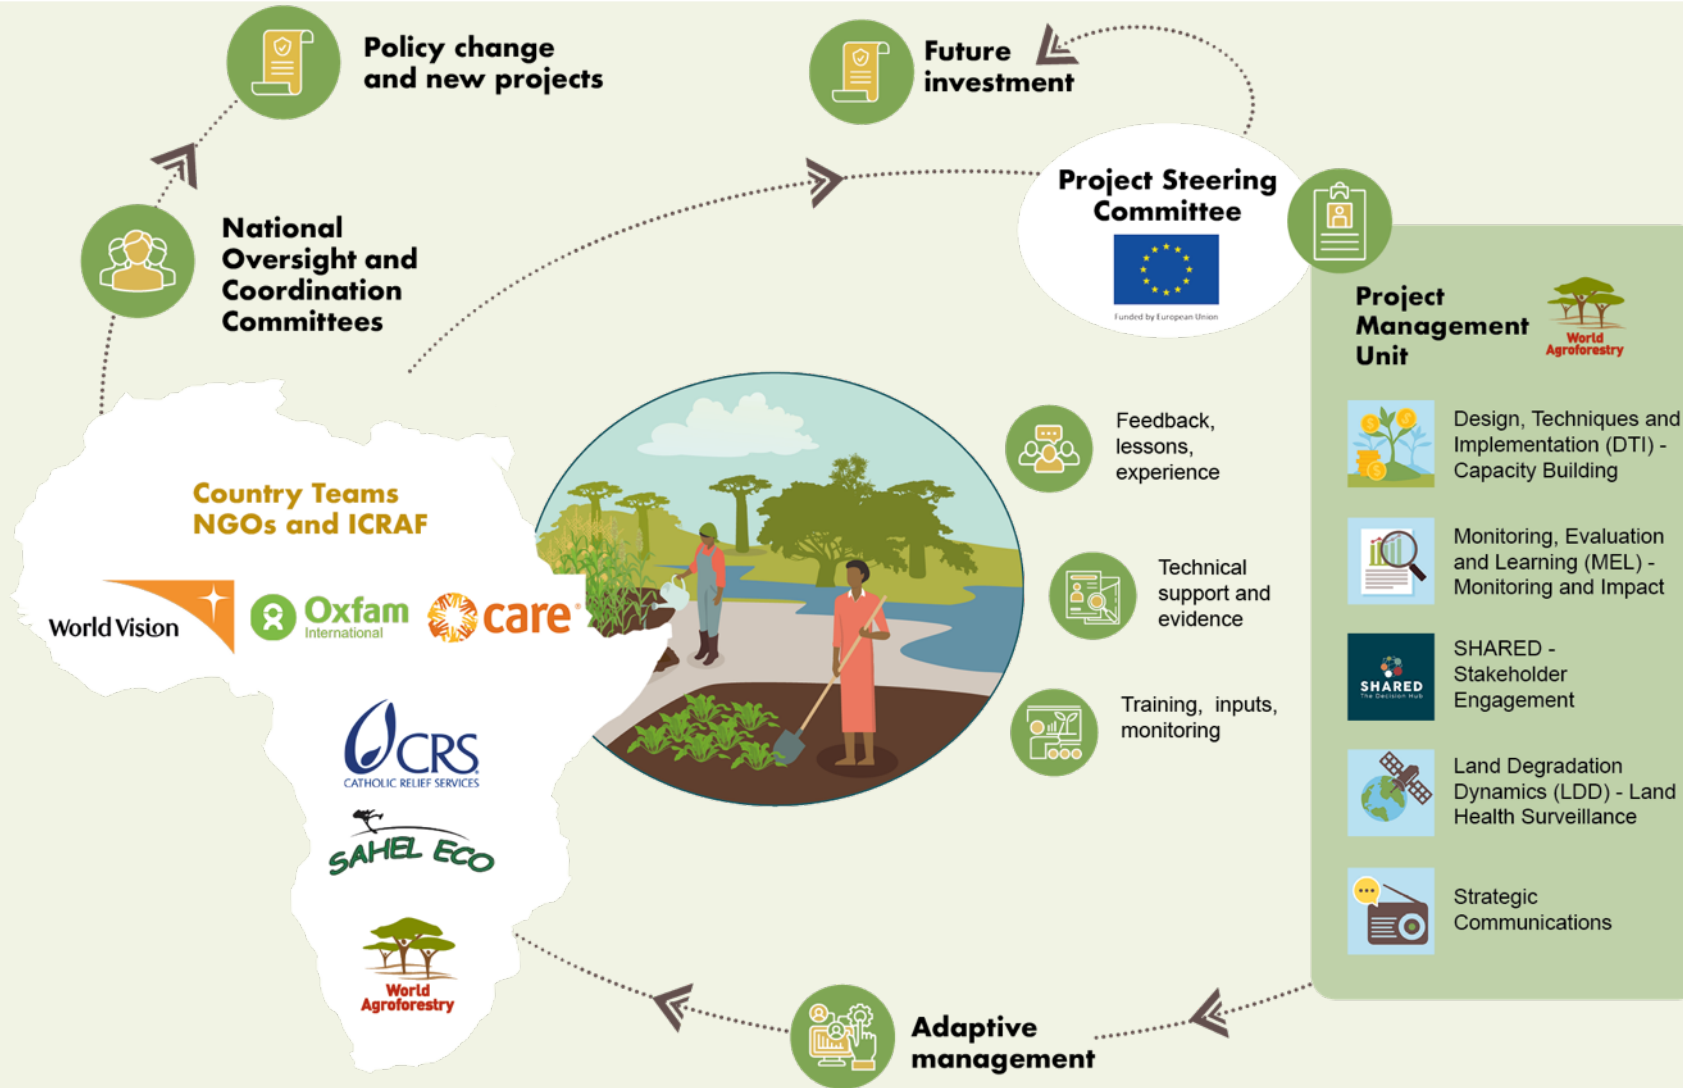 Policy change
and new projects
Future
investment
National
Oversight and
Coordination
Committees
Project Steering
Committee
Funded by European Union
Project
Management
Unit
World
Agroforestry
Country Teams
NGOs and ICRAF
World Vision
Oxfam
International
care®
CRS
CATHOLIC RELIEF SERVICES
SAHEL ECO
World
Agroforestry
Feedback,
lessons,
experience
Technical
support and
evidence
Training, inputs,
monitoring
Design, Techniques and
Implementation (DTI) -
Capacity Building
Monitoring, Evaluation
and Learning (MEL) -
Monitoring and Impact
SHARED
The Decision Hub
SHARED -
Stakeholder
Engagement
Land Degradation
Dynamics (LDD) - Land
Health Surveillance
Strategic
Communications
Adaptive
management